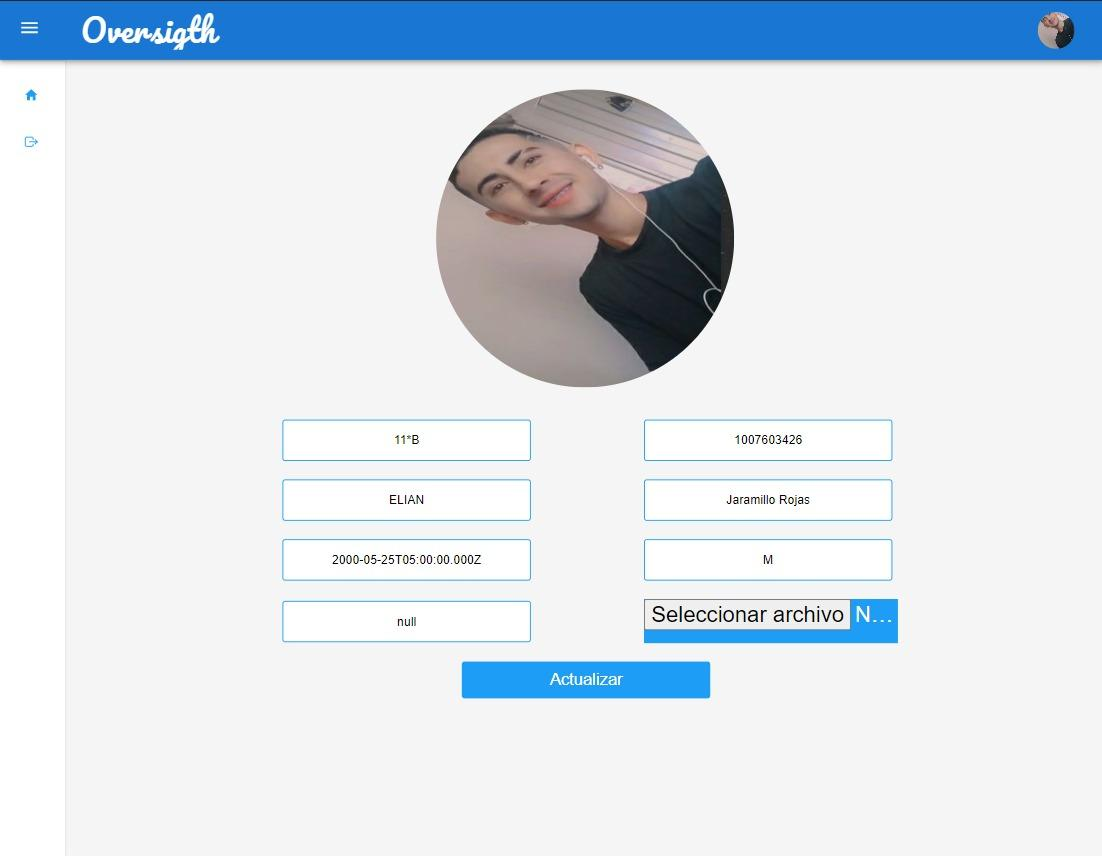 Oversigth
11*B
1007603426
ELIAN
Jaramillo Rojas
2000-05-25T05:00:00.000Z
M
null
Seleccionar archivo N...
Actualizar